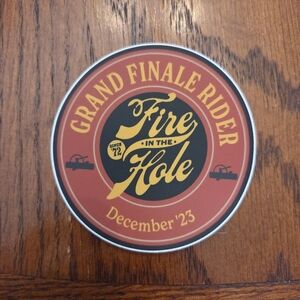 GRAND FINALE RIDER
Fire
SINCE
72
IN THE
Hole
December '23